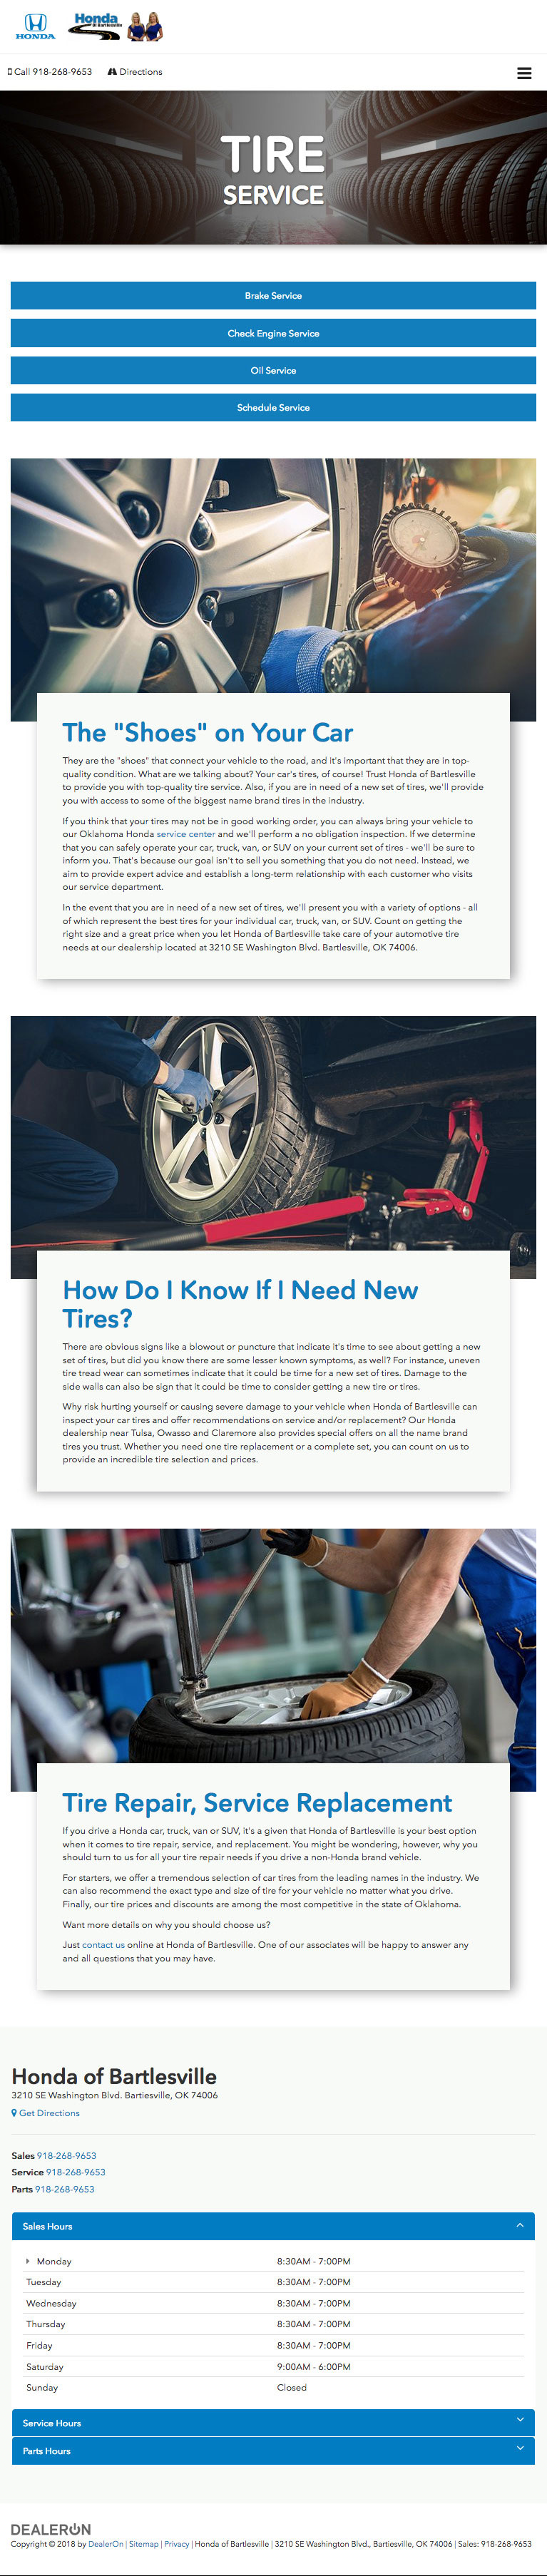 HONDA
Honda
Of Bartlesville
Call 918-268-9653 Directions
TIRE
SERVICE
Brake Service
Check Engine Service
Oil Service
Schedule Service
The "Shoes" on Your Car
They are the "shoes" that connect your vehicle to the road, and it's important that they are in top-
quality condition. What are we talking about? Your car's tires, of course! Trust Honda of Bartlesville
to provide you with top-quality tire service. Also, if you are in need of a new set of tires, we'll provide
you with access to some of the biggest name brand tires in the industry.
If you think that your tires may not be in good working order, you can always bring your vehicle to
our Oklahoma Honda service center and we'll perform a no obligation inspection. If we determine
that you can safely operate your car, truck, van, or SUV on your current set of tires - we'll be sure to
inform you. That's because our goal isn't to sell you something that you do not need. Instead, we
aim to provide expert advice and establish a long-term relationship with each customer who visits
our service department.
In the event that you are in need of a new set of tires, we'll present you with a variety of options - all
of which represent the best tires for your individual car, truck, van, or SUV. Count on getting the
right size and a great price when you let Honda of Bartlesville take care of your automotive tire
needs at our dealership located at 3210 SE Washington Blvd. Bartlesville, OK 74006.
How Do I Know If I Need New
Tires?
There are obvious signs like a blowout or puncture that indicate it's time to see about getting a new
set of tires, but did you know there are some lesser known symptoms, as well? For instance, uneven
tire tread wear can sometimes indicate that it could be time for a new set of tires. Damage to the
side walls can also be sign that it could be time to consider getting a new tire or tires.
Why risk hurting yourself or causing severe damage to your vehicle when Honda of Bartlesville can
inspect your car tires and offer recommendations on service and/or replacement? Our Honda
dealership near Tulsa, Owasso and Claremore also provides special offers on all the name brand
tires you trust. Whether you need one tire replacement or a complete set, you can count on us to
provide an incredible tire selection and prices.
Tire Repair, Service Replacement
If you drive a Honda car, truck, van or SUV, it's a given that Honda of Bartlesville is your best option
when it comes to tire repair, service, and replacement. You might be wondering, however, why you
should turn to us for all your tire repair needs if you drive a non-Honda brand vehicle.
For starters, we offer a tremendous selection of car tires from the leading names in the industry. We
can also recommend the exact type and size of tire for your vehicle no matter what you drive.
Finally, our tire prices and discounts are among the most competitive in the state of Oklahoma.
Want more details on why you should choose us?
Just contact us online at Honda of Bartlesville. One of our associates will be happy to answer any
and all questions that you may have.
Honda of Bartlesville
3210 SE Washington Blvd. Bartlesville, OK 74006
Get Directions
Sales 918-268-9653
Service 918-268-9653
Parts 918-268-9653
Sales Hours
Monday 8:30AM - 7:00PM
Tuesday 8:30AM - 7:00PM
Wednesday 8:30AM - 7:00PM
Thursday 8:30AM - 7:00PM
Friday 8:30AM - 7:00PM
Saturday 9:00AM - 6:00PM
Sunday Closed
Service Hours
Parts Hours
DEALERON
Copyright © 2018 by DealerOn | Sitemap | Privacy | Honda of Bartlesville | 3210 SE Washington Blvd., Bartlesville, OK 74006 | Sales: 918-268-9653